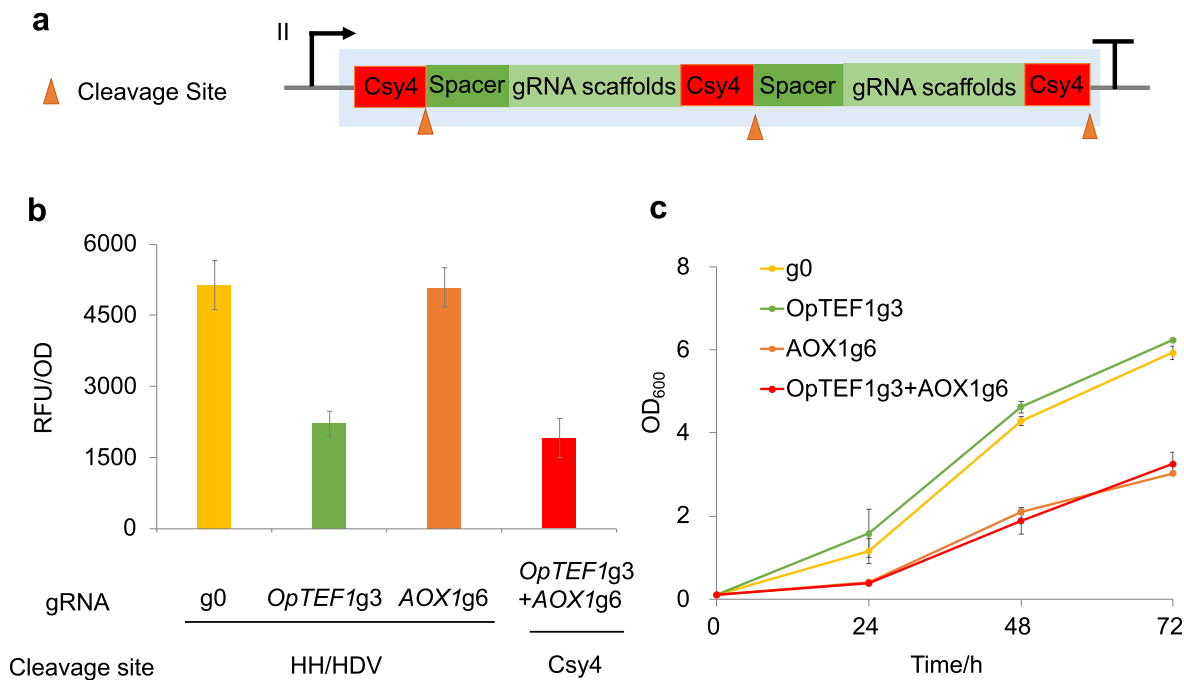 a
II
Csy4 Spacer gRNA scaffolds Csy4 Spacer gRNA scaffolds Csy4
Cleavage Site
b
6000
4500
3000
1500
0
RFU/OD
gRNA
g0
OpTEF1g3
AOX1g6
OpTEF1g3
+AOX1g6
Cleavage site
HH/HDV
Csy4
c
8
6
4
2
0
OD600
g0
OpTEF1g3
AOX1g6
OpTEF1g3+AOX1g6
0
24
48
72
Time/h